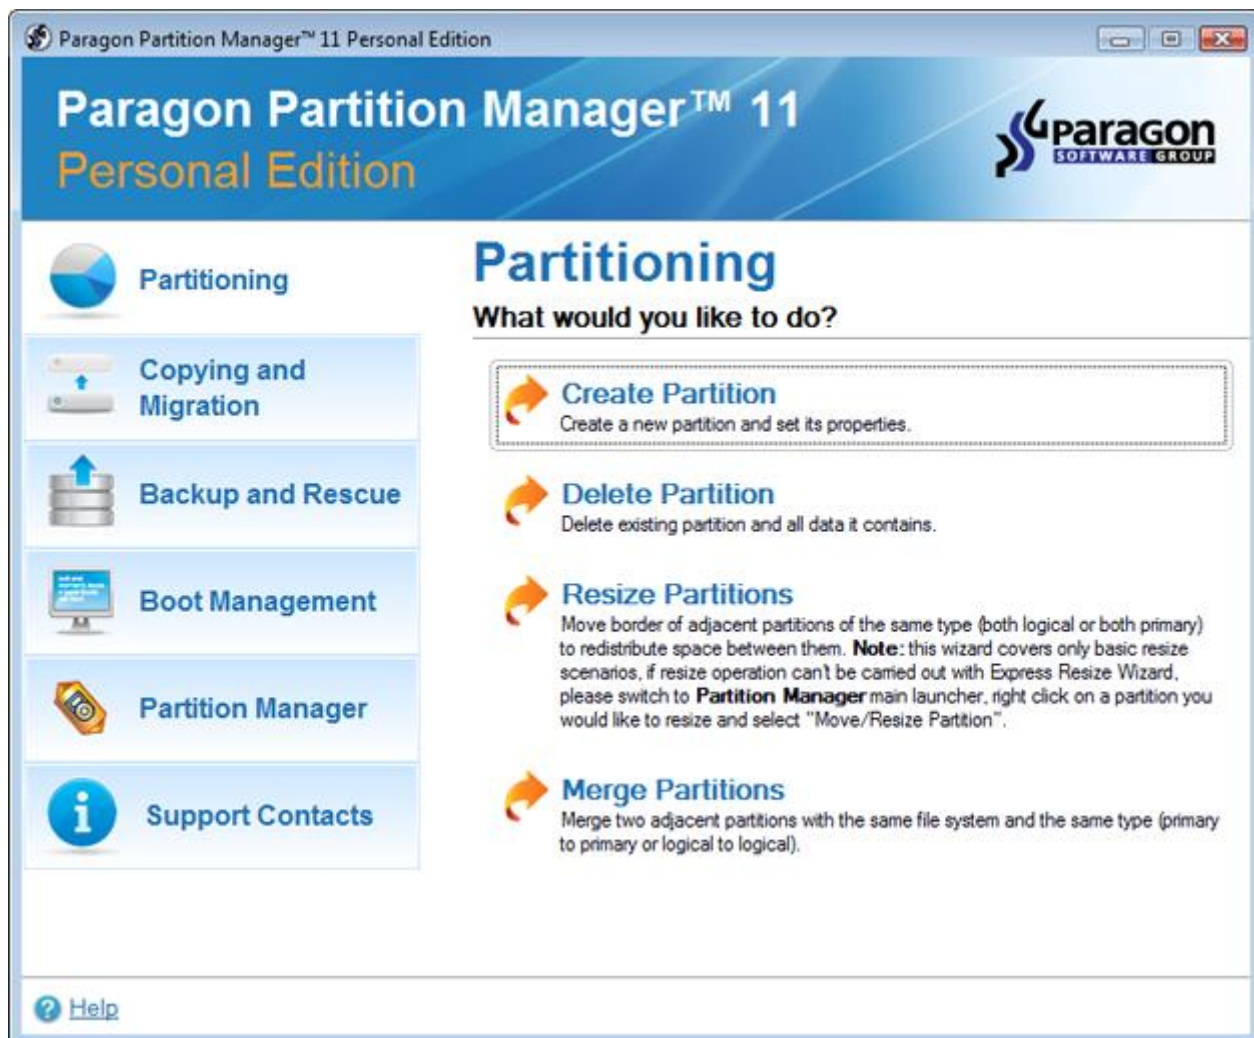 Paragon Partition Manager™ 11 Personal Edition
Paragon Partition Manager™ 11
Personal Edition
Paragon
SOFTWARE GROUP
Partitioning
Copying and
Migration
Backup and Rescue
Boot Management
Partition Manager
Support Contacts
Partitioning
What would you like to do?
Create Partition
Create a new partition and set its properties.
Delete Partition
Delete existing partition and all data it contains.
Resize Partitions
Move border of adjacent partitions of the same type (both logical or both primary)
to redistribute space between them. Note: this wizard covers only basic resize
scenarios, if resize operation can't be carried out with Express Resize Wizard,
please switch to Partition Manager main launcher, right click on a partition you
would like to resize and select "Move/Resize Partition".
Merge Partitions
Merge two adjacent partitions with the same file system and the same type (primary
to primary or logical to logical).
Help